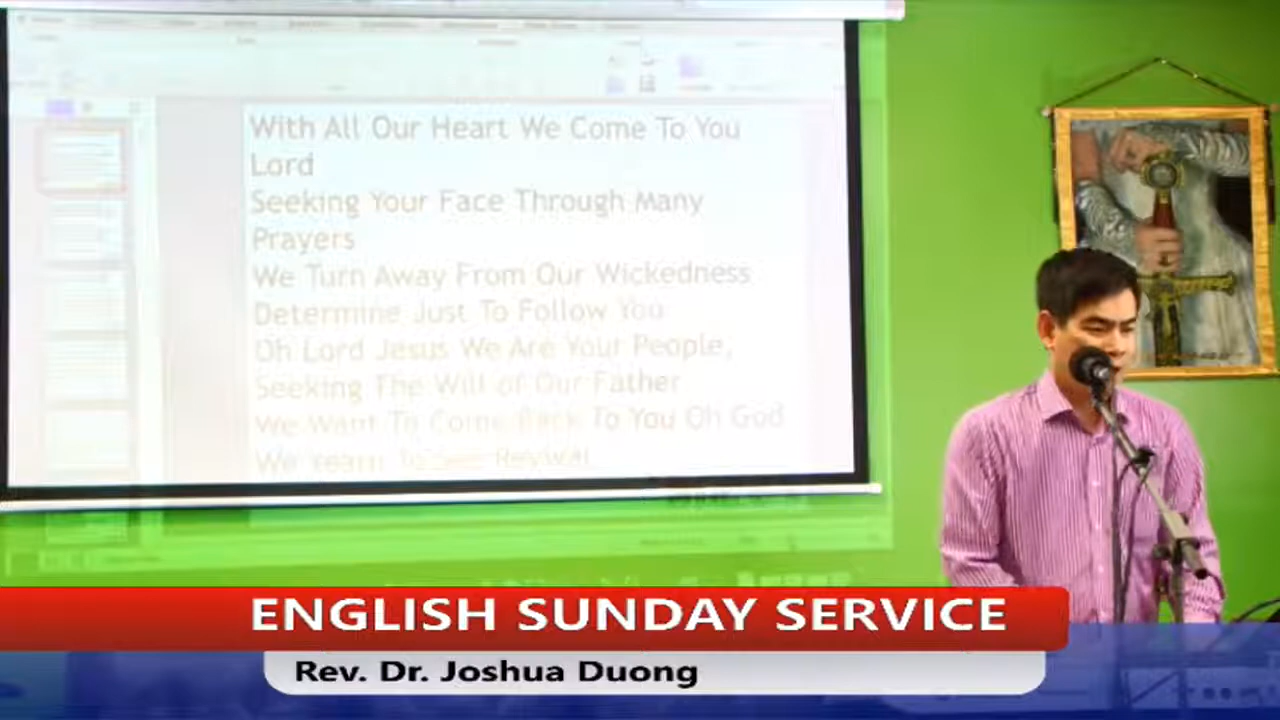 With All Our Heart We Come To You
Lord
Seeking Your Face Through Many
Prayers
We Turn Away From Our Wickedness
Determine Just To Follow You
Oh Lord Jesus We Are Your People,
Seeking The Will of Our Father
We Want To Come Back To You Oh God
We Revival
ENGLISH SUNDAY SERVICE
Rev. Dr. Joshua Duong